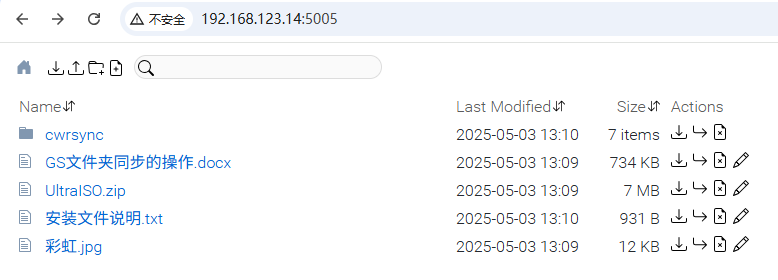 不安全 192.168.123.14:5005
Name Last Modified Size Actions
cwrsync 2025-05-03 13:10 7 items
GS文件夹同步的操作.docx 2025-05-03 13:09 734 KB
UltraISO.zip 2025-05-03 13:09 7 MB
安装文件说明.txt 2025-05-03 13:10 931 B
彩虹.jpg 2025-05-03 13:09 12 KB